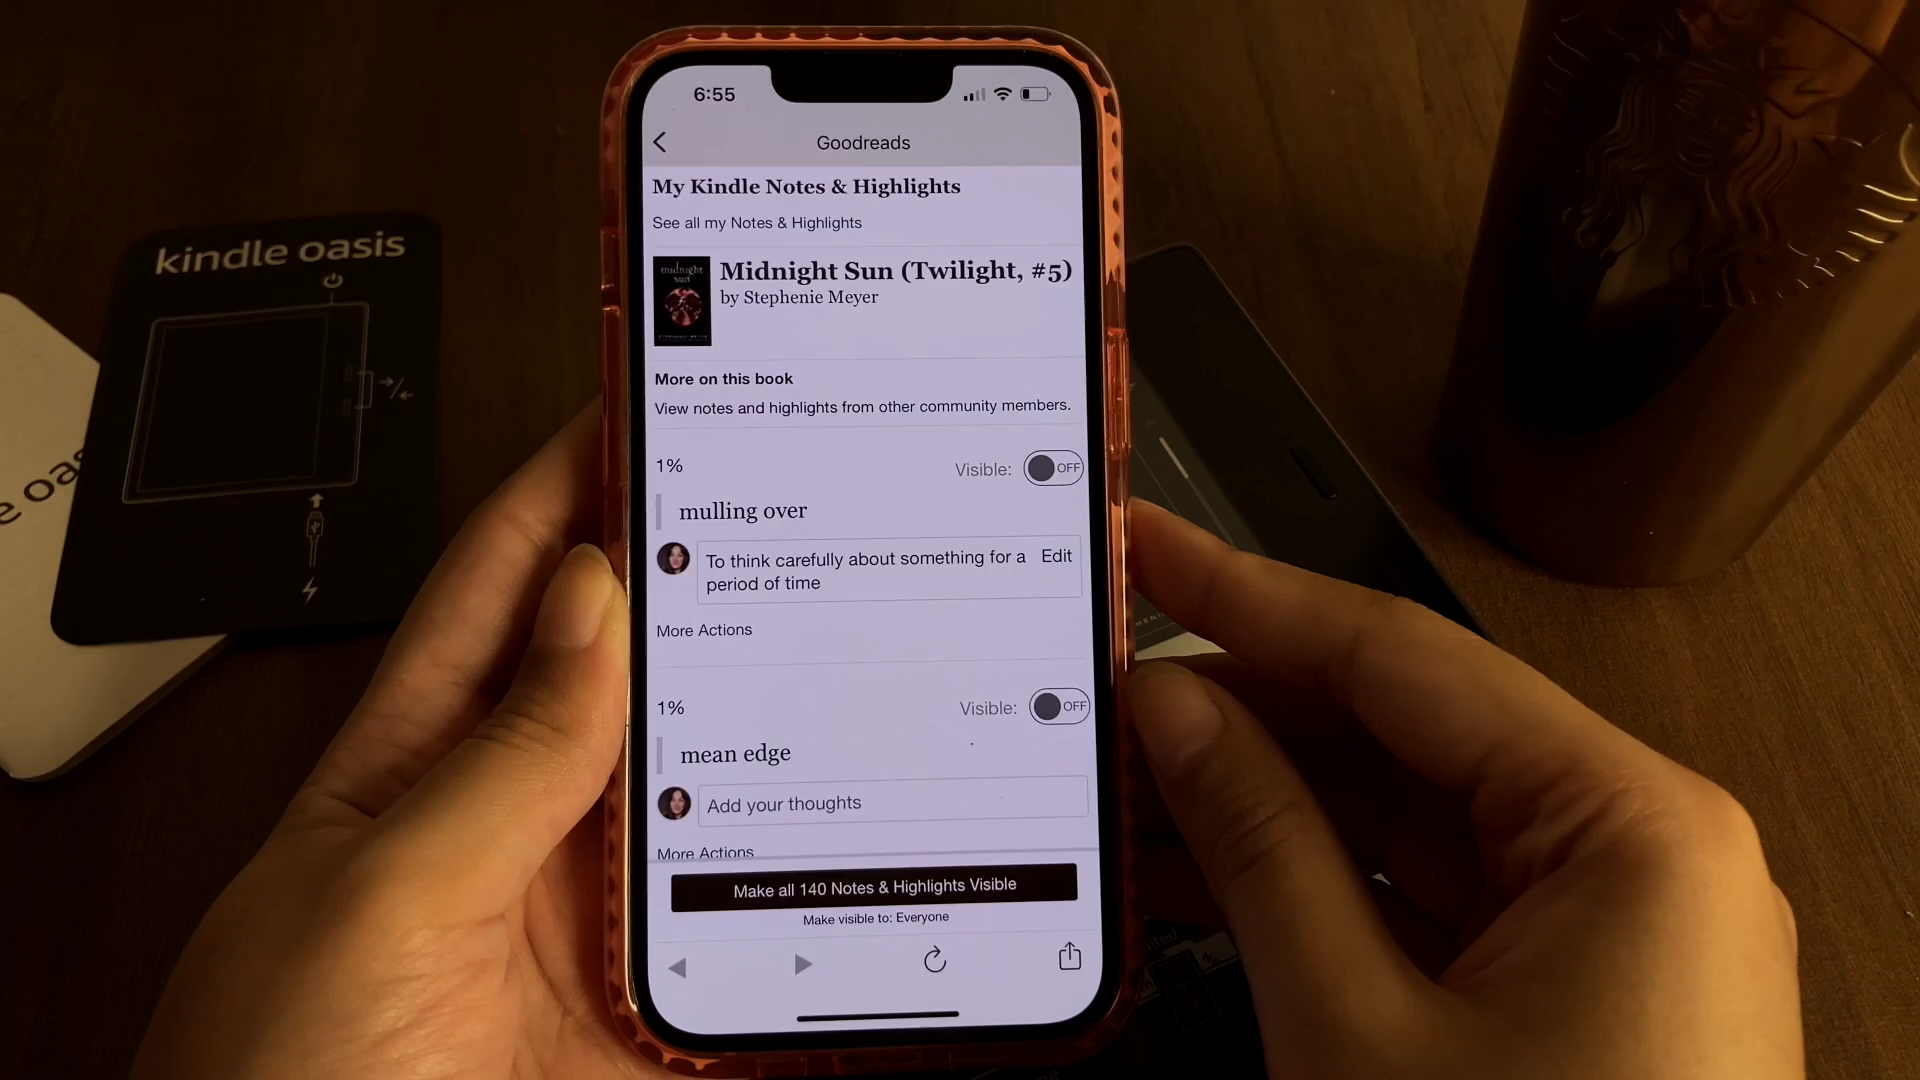 kindle oasis
e oas
6:55
Goodreads
My Kindle Notes & Highlights
See all my Notes & Highlights
midnight
sun
Midnight Sun (Twilight, #5)
by Stephenie Meyer
More on this book
View notes and highlights from other community members.
1%
Visible: OFF
mulling over
To think carefully about something for a
period of time
Edit
More Actions
1%
Visible: OFF
mean edge
Add your thoughts
More Actions
Make all 140 Notes & Highlights Visible
Make visible to: Everyone